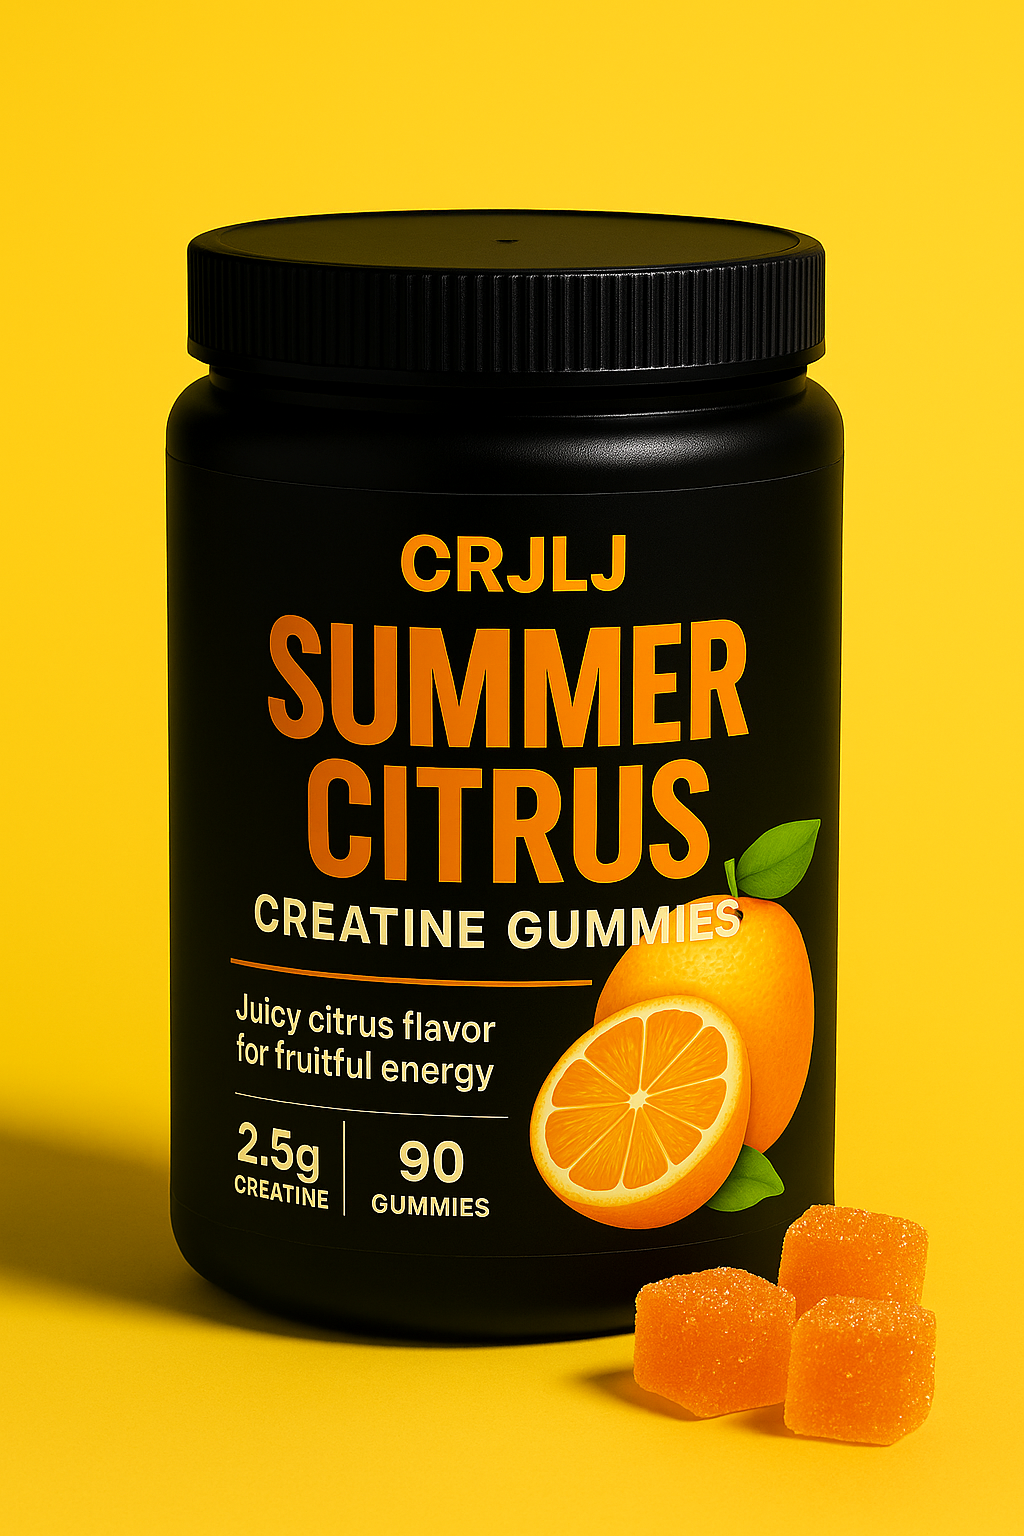 CRJLJ
SUMMER
CITRUS
CREATINE GUMMIES
Juicy citrus flavor
for fruitful energy
2.5g
CREATINE
90
GUMMIES